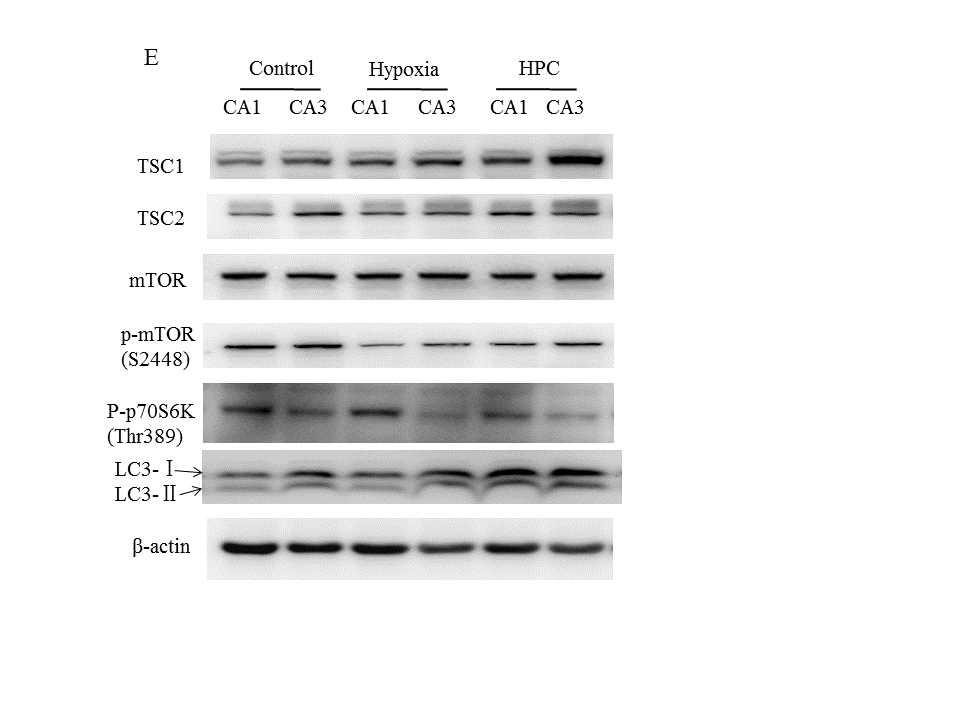 E
Control Hypoxia HPC
CA1 CA3 CA1 CA3 CA1 CA3
TSC1
TSC2
mTOR
p-mTOR
(S2448)
P-p70S6K
(Thr389)
LC3-Ⅰ
LC3-Ⅱ
β-actin